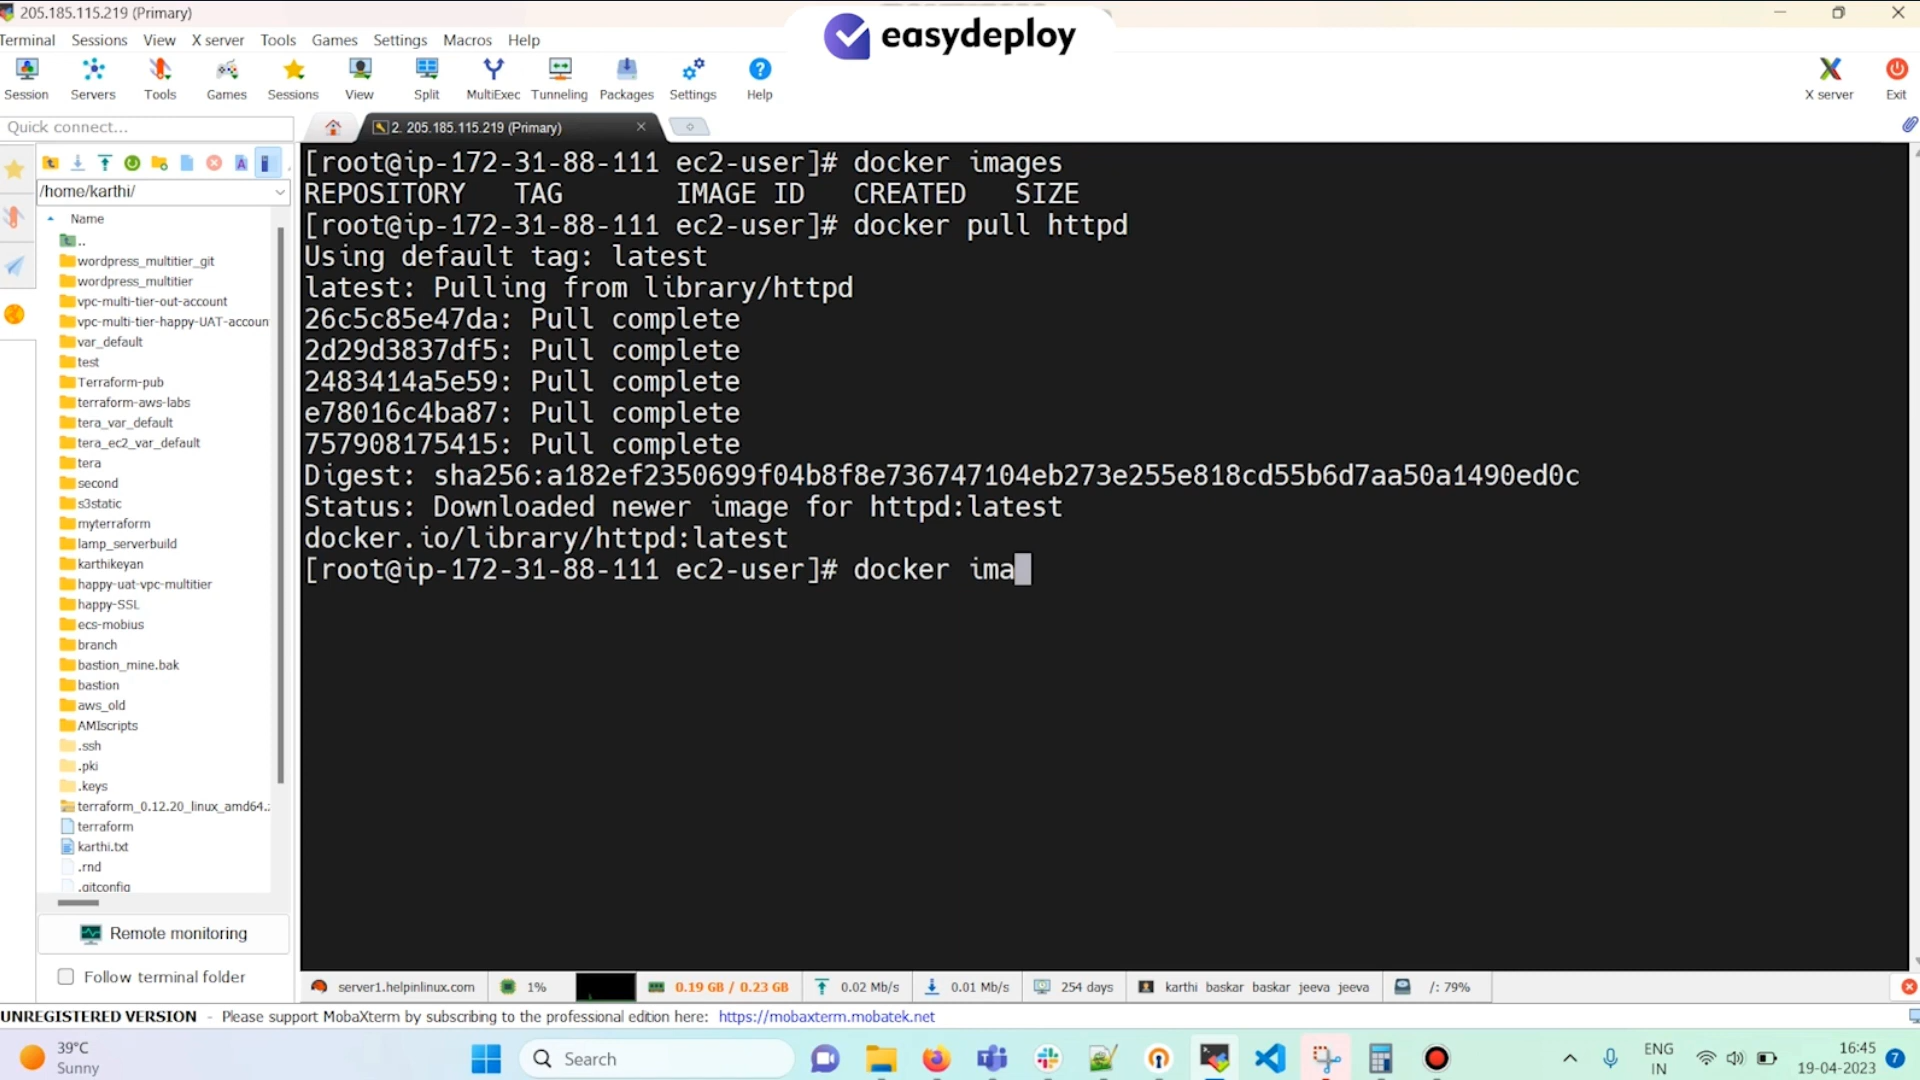 205.185.115.219 (Primary)
easydeploy
Terminal Sessions View X server Tools Games Settings Macros Help
Session Servers Tools Games Sessions View Split MultiExec Tunneling Packages Settings Help X server Exit
Quick connect...
2. 205.185.115.219 (Primary)
/home/karthi/
Name
..
wordpress_multitier_git
wordpress_multitier
vpc-multi-tier-out-account
vpc-multi-tier-happy-UAT-accoun
var_default
test
Terraform-pub
terraform-aws-labs
tera_var_default
tera_ec2_var_default
tera
second
s3static
myterraform
lamp_serverbuild
karthikeyan
happy-uat-vpc-multitier
happy-SSL
ecs-mobius
branch
bastion_mine.bak
bastion
aws_old
AMIscripts
.ssh
.pki
.keys
terraform_0.12.20_linux_amd64.
terraform
karthi.txt
.rnd
.gitconfig
Remote monitoring
Follow terminal folder
[root@ip-172-31-88-111 ec2-user]# docker images
REPOSITORY TAG IMAGE ID CREATED SIZE
[root@ip-172-31-88-111 ec2-user]# docker pull httpd
Using default tag: latest
latest: Pulling from library/httpd
26c5c85e47da: Pull complete
2d29d3837df5: Pull complete
2483414a5e59: Pull complete
e78016c4ba87: Pull complete
757908175415: Pull complete
Digest: sha256:a182ef2350699f04b8f8e736747104eb273e255e818cd55b6d7aa50a1490ed0c
Status: Downloaded newer image for httpd:latest
docker.io/library/httpd:latest
[root@ip-172-31-88-111 ec2-user]# docker ima
server1.helpinlinux.com 1% 0.19 GB / 0.23 GB 0.02 Mb/s 0.01 Mb/s 254 days karthi baskar baskar jeeva jeeva /: 79%
UNREGISTERED VERSION - Please support MobaXterm by subscribing to the professional edition here: https://mobaxterm.mobatek.net
39°C
Sunny
Search
ENG
IN
16:45
19-04-2023
7